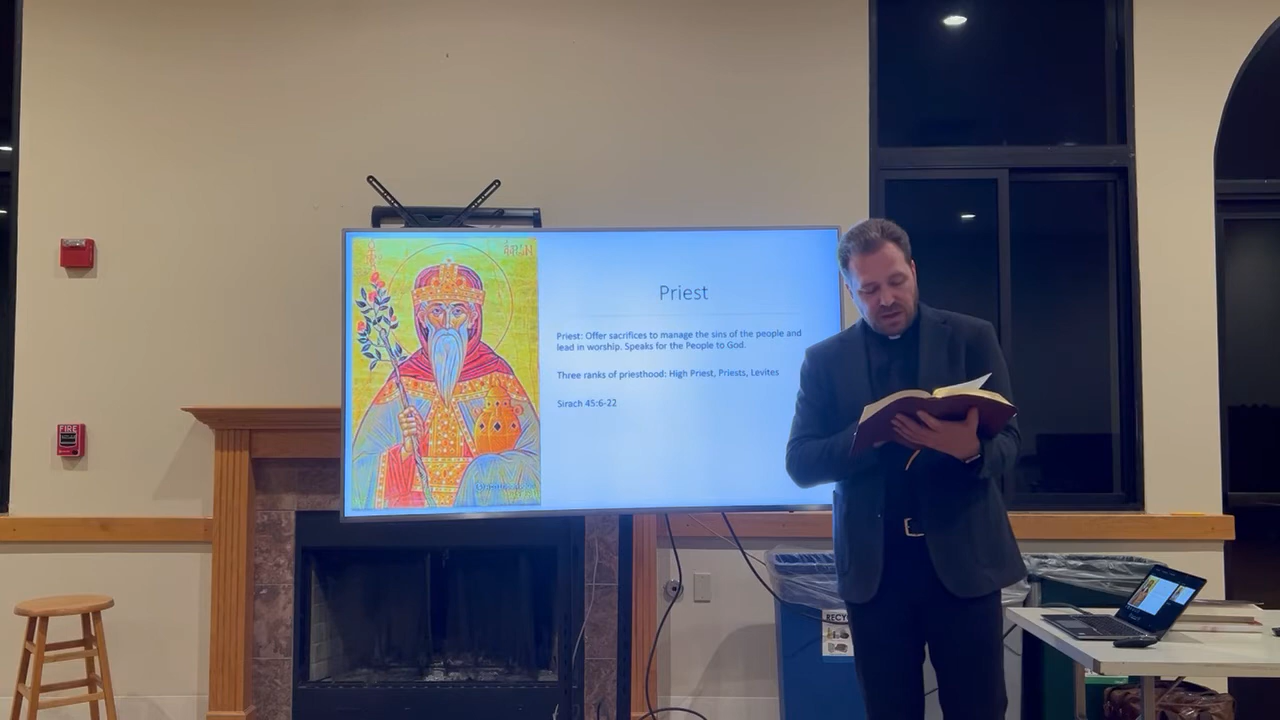 Priest
Priest: Offer sacrifices to manage the sins of the people and
lead in worship. Speaks for the People to God.
Three ranks of priesthood: High Priest, Priests, Levites
Sirach 45:6-22
FIRE
RECY